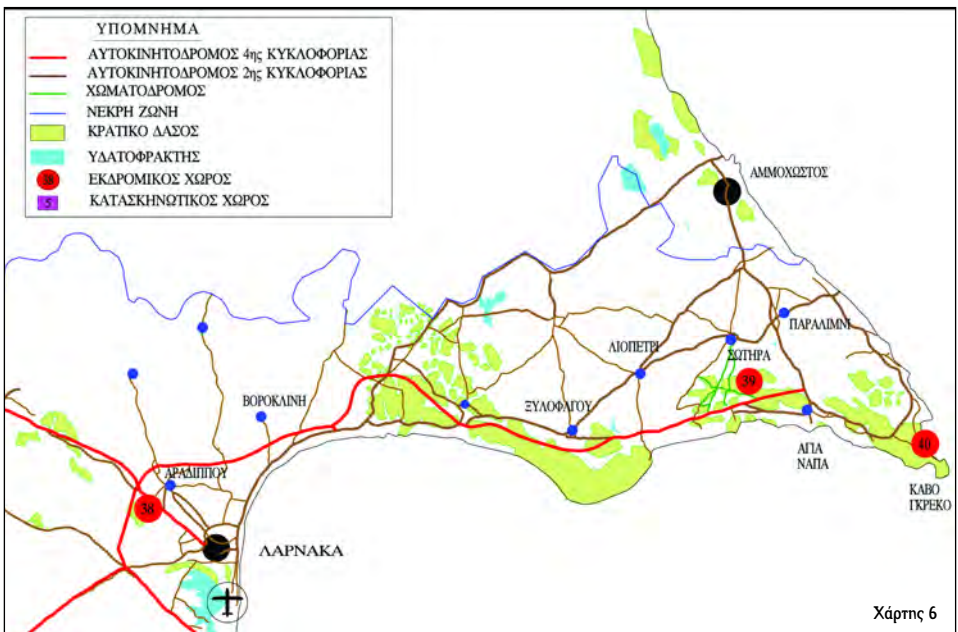 ΥΠΟΜΝΗΜΑ
ΑΥΤΟΚΙΝΗΤΟΔΡΟΜΟΣ 4ης ΚΥΚΛΟΦΟΡΙΑΣ
ΑΥΤΟΚΙΝΗΤΟΔΡΟΜΟΣ 2ης ΚΥΚΛΟΦΟΡΙΑΣ
ΧΩΜΑΤΟΔΡΟΜΟΣ
ΝΕΚΡΗ ΖΩΝΗ
ΚΡΑΤΙΚΟ ΔΑΣΟΣ
ΥΔΑΤΟΦΡΑΚΤΗΣ
38 ΕΚΔΡΟΜΙΚΟΣ ΧΩΡΟΣ
5 ΚΑΤΑΣΚΗΝΩΤΙΚΟΣ ΧΩΡΟΣ
ΑΜΜΟΧΩΣΤΟΣ
ΠΑΡΑΛΙΜΝΙ
ΛΙΟΠΕΤΡΙ
ΣΩΤΗΡΑ
39
ΒΟΡΟΚΛΙΝΗ
ΞΥΛΟΦΑΓΟΥ
ΑΓΙΑ
ΝΑΠΑ
40
ΚΑΒΟ
ΓΚΡΕΚΟ
ΑΡΑΔΙΠΠΟΥ
38
ΛΑΡΝΑΚΑ
Χάρτης 6